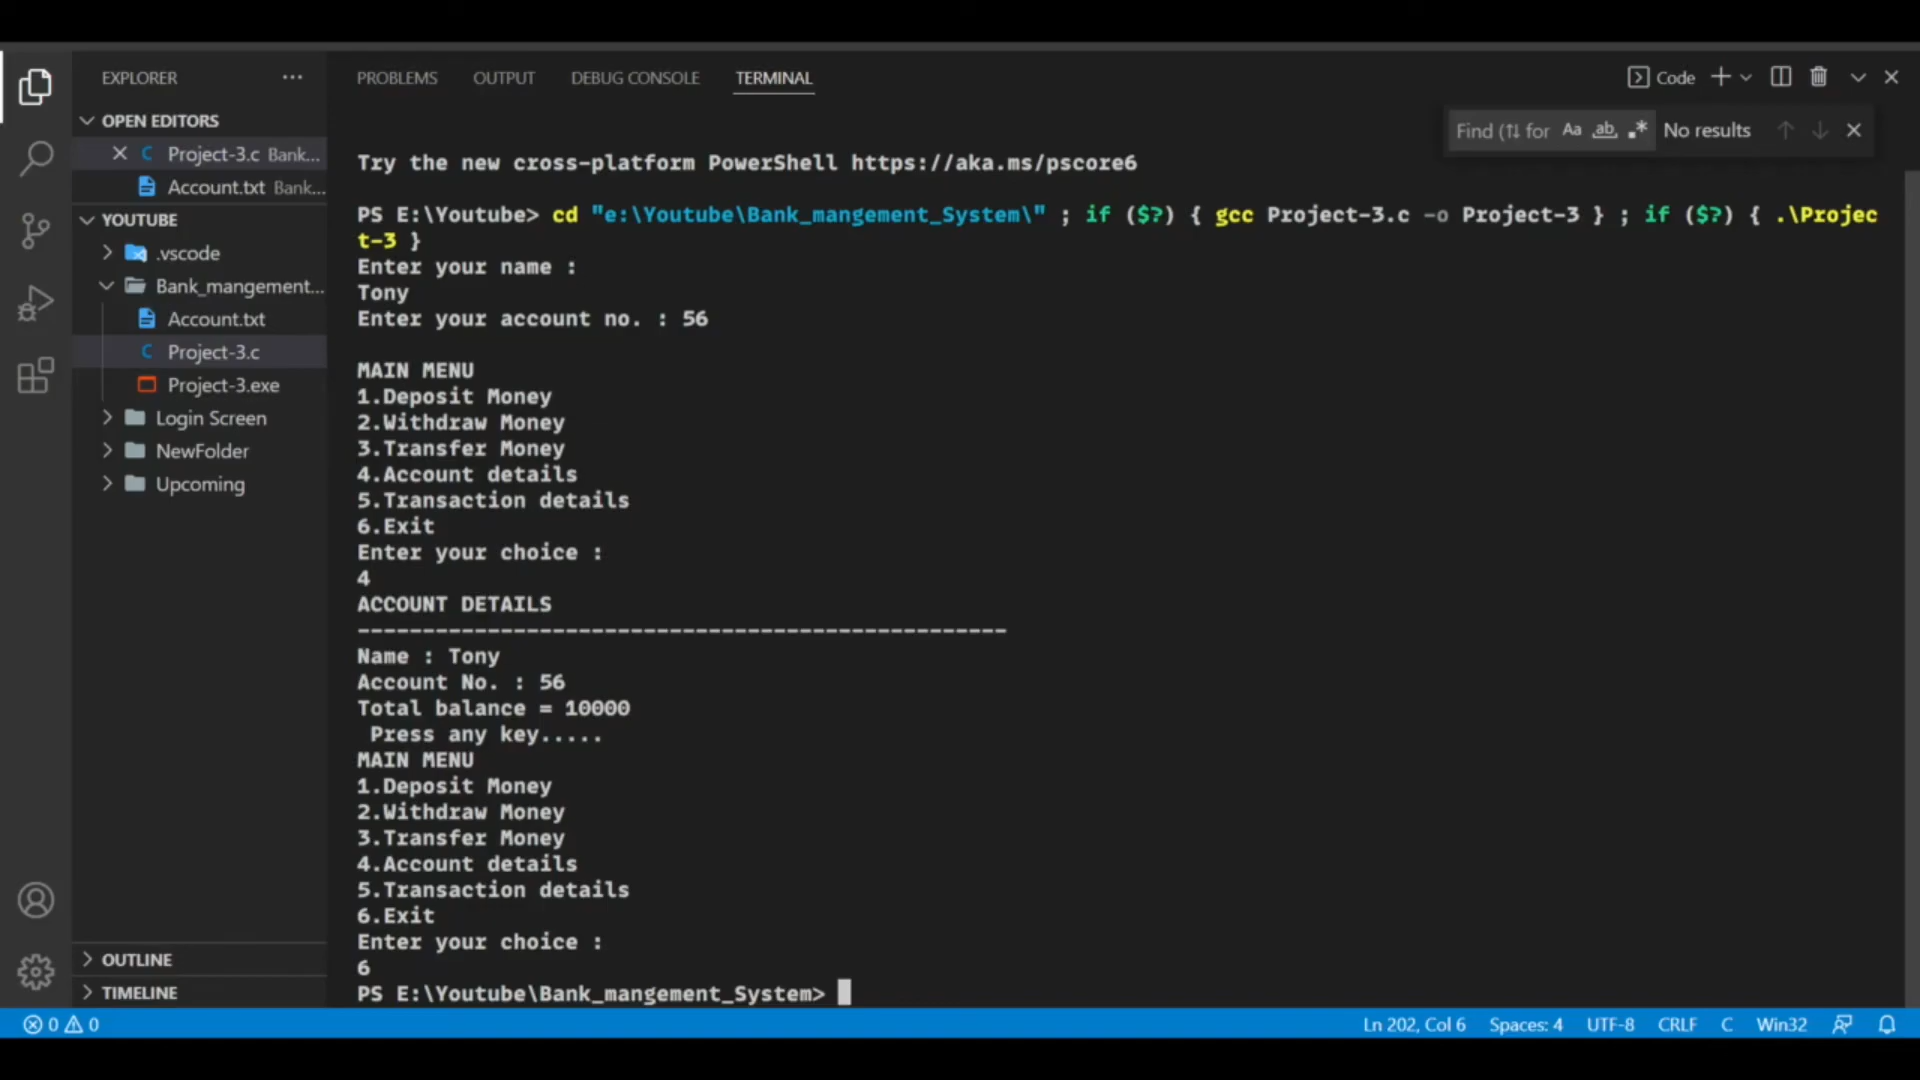 EXPLORER
PROBLEMS OUTPUT DEBUG CONSOLE TERMINAL
Code
OPEN EDITORS
Project-3.c Bank...
Account.txt Bank...
YOUTUBE
.vscode
Bank_mangement...
Account.txt
Project-3.c
Project-3.exe
Login Screen
NewFolder
Upcoming
OUTLINE
TIMELINE
Find (⇅ for Aa ab .* No results
Try the new cross-platform PowerShell https://aka.ms/pscore6
PS E:\Youtube> cd "e:\Youtube\Bank_mangement_System\" ; if ($?) { gcc Project-3.c -o Project-3 } ; if ($?) { .\Projec
t-3 }
Enter your name :
Tony
Enter your account no. : 56
MAIN MENU
1.Deposit Money
2.Withdraw Money
3.Transfer Money
4.Account details
5.Transaction details
6.Exit
Enter your choice :
4
ACCOUNT DETAILS
--------------------------------------------------
Name : Tony
Account No. : 56
Total balance = 10000
Press any key.....
MAIN MENU
1.Deposit Money
2.Withdraw Money
3.Transfer Money
4.Account details
5.Transaction details
6.Exit
Enter your choice :
6
PS E:\Youtube\Bank_mangement_System>
0 0
Ln 202, Col 6 Spaces: 4 UTF-8 CRLF C Win32